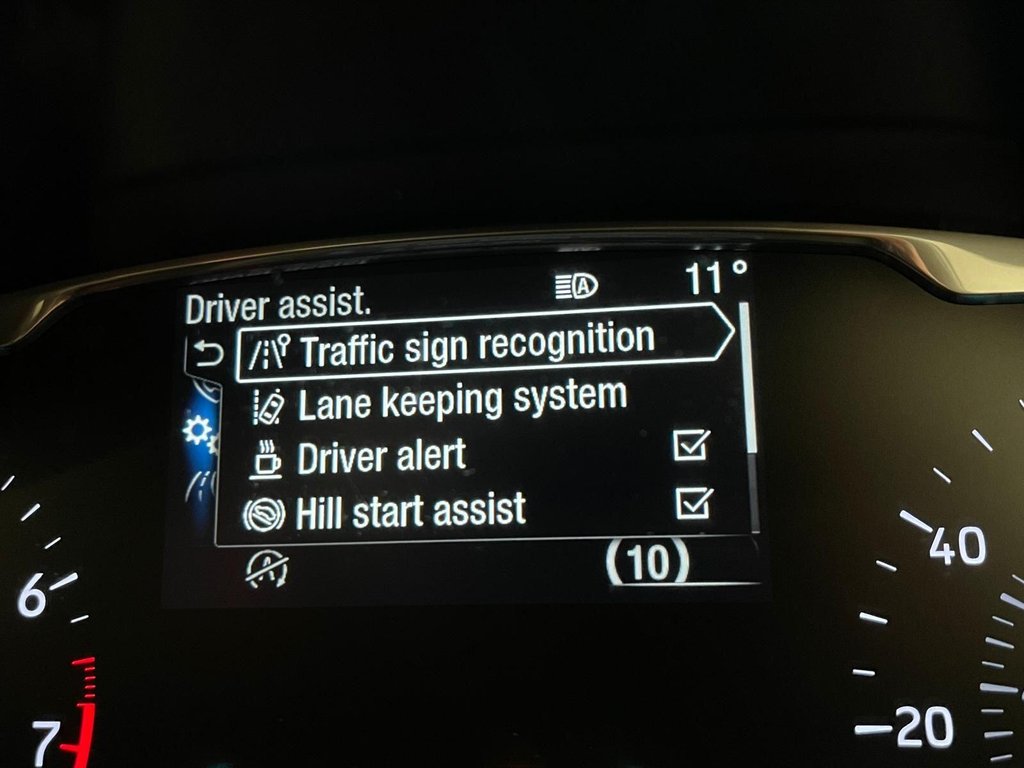 11°
Driver assist.
Traffic sign recognition
Lane keeping system
Driver alert
Hill start assist
(10)
40
6
20
7